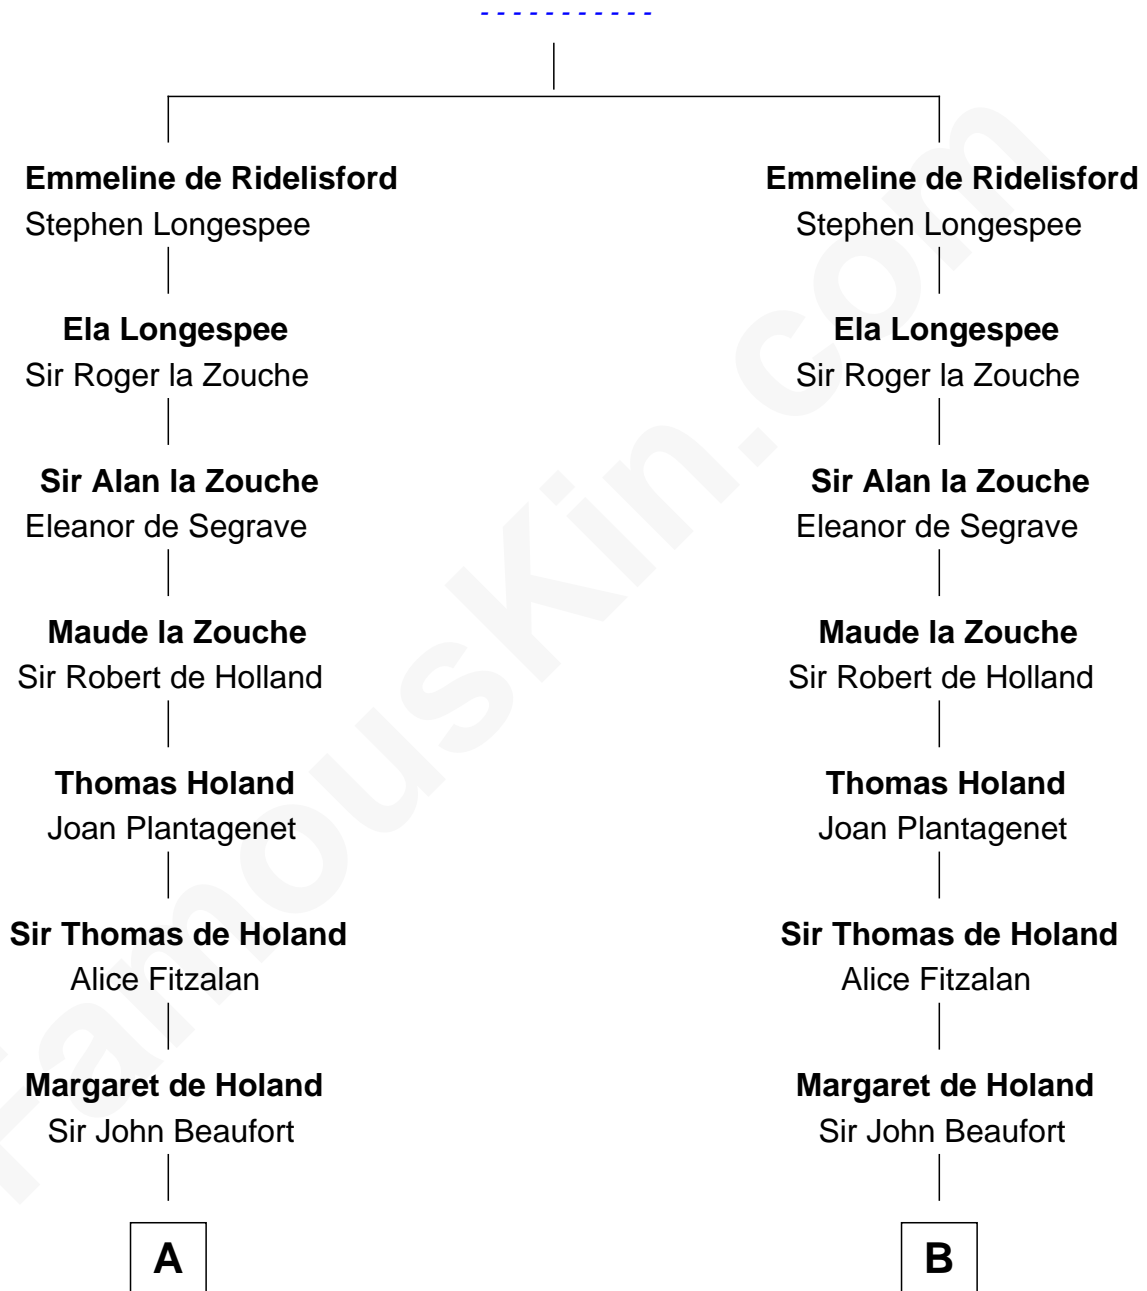 - - - - - - - - - - -
Emmeline de Ridelisford
Stephen Longespee
Ela Longespee
Sir Roger la Zouche
Sir Alan la Zouche
Eleanor de Segrave
Maude la Zouche
Sir Robert de Holland
Thomas Holand
Joan Plantagenet
Sir Thomas de Holand
Alice Fitzalan
Margaret de Holand
Sir John Beaufort
A
Emmeline de Ridelisford
Stephen Longespee
Ela Longespee
Sir Roger la Zouche
Sir Alan la Zouche
Eleanor de Segrave
Maude la Zouche
Sir Robert de Holland
Thomas Holand
Joan Plantagenet
Sir Thomas de Holand
Alice Fitzalan
Margaret de Holand
Sir John Beaufort
B
FamousKin.com